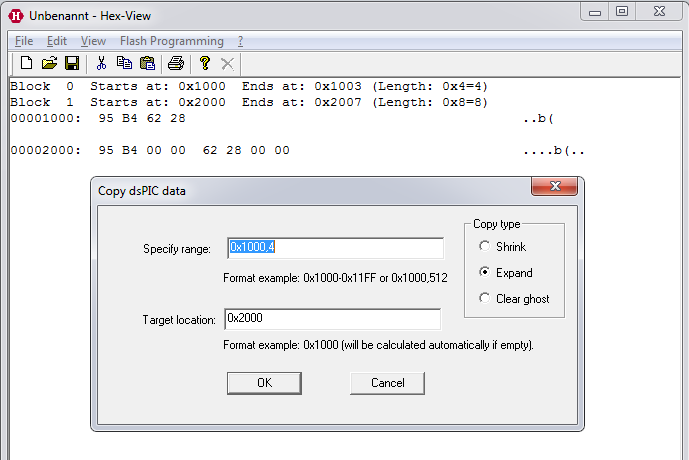 Unbenannt - Hex-View
File Edit View Flash Programming ?
Block  0  Starts at: 0x1000  Ends at: 0x1003 (Length: 0x4=4)
Block  1  Starts at: 0x2000  Ends at: 0x2007 (Length: 0x8=8)
00001000:  95 B4 62 28  ..b(
00002000:  95 B4 00 00  62 28 00 00  ....b(..
Copy dsPIC data
Copy type
Specify range: 0x1000,4 Shrink
Format example: 0x1000-0x11FF or 0x1000,512 Expand
Clear ghost
Target location: 0x2000
Format example: 0x1000 (will be calculated automatically if empty).
OK Cancel